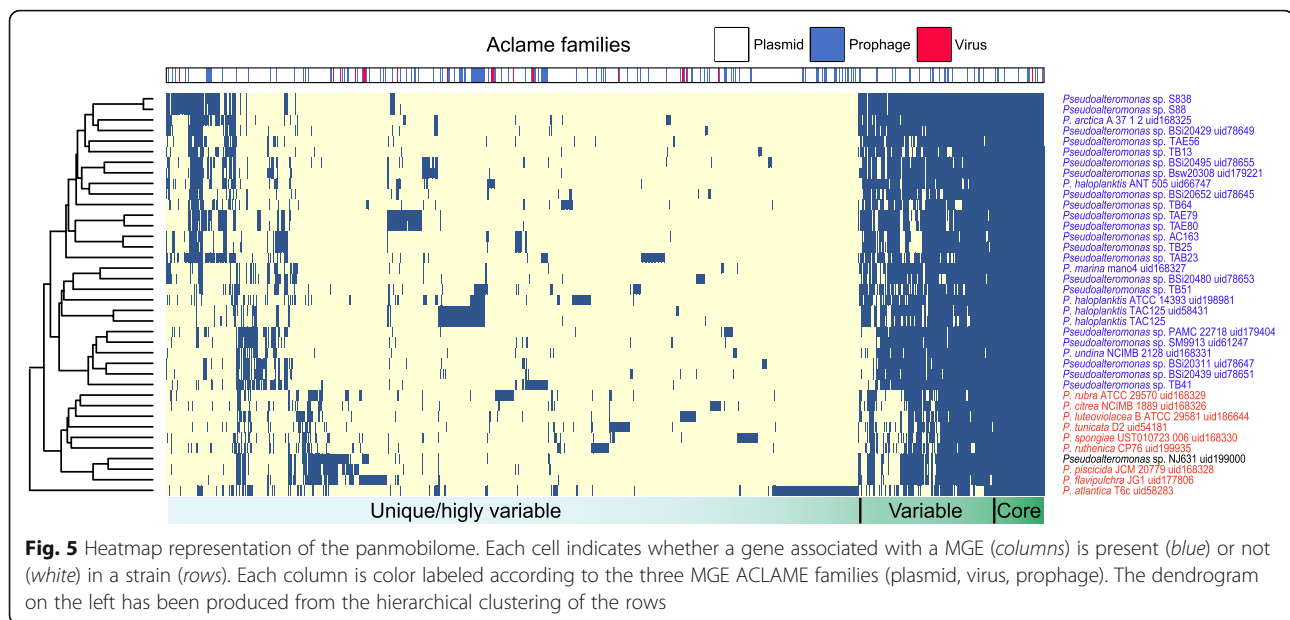 Aclame families
Plasmid
Prophage
Virus
Pseudoalteromonas sp. S838
Pseudoalteromonas sp. S88
P. arctica A 37 1 2 uid168325
Pseudoalteromonas sp. BSi20429 uid78649
Pseudoalteromonas sp. TAE56
Pseudoalteromonas sp. TB13
Pseudoalteromonas sp. BSi20495 uid78655
Pseudoalteromonas sp. Bsw20308 uid179221
P. haloplanktis ANT 505 uid66747
Pseudoalteromonas sp. BSi20652 uid78645
Pseudoalteromonas sp. TB64
Pseudoalteromonas sp. TAE79
Pseudoalteromonas sp. TAE80
Pseudoalteromonas sp. AC163
Pseudoalteromonas sp. TB25
Pseudoalteromonas sp. TAB23
P. marina mano4 uid168327
Pseudoalteromonas sp. BSi20480 uid78653
Pseudoalteromonas sp. TB51
P. haloplanktis ATCC 14393 uid198981
P. haloplanktis TAC125 uid58431
P. haloplanktis TAC125
Pseudoalteromonas sp. PAMC 22718 uid179404
Pseudoalteromonas sp. SM9913 uid61247
P. undina NCIMB 2128 uid168331
Pseudoalteromonas sp. BSi20311 uid78647
Pseudoalteromonas sp. BSi20439 uid78651
Pseudoalteromonas sp. TB41
P. rubra ATCC 29570 uid168329
P. citrea NCIMB 1889 uid168326
P. luteoviolacea B ATCC 29581 uid186644
P. tunicata D2 uid54181
P. spongiae UST010723 006 uid168330
P. ruthenica CP76 uid199935
Pseudoalteromonas sp. NJ631 uid199000
P. piscicida JCM 20779 uid168328
P. flavipulchra JG1 uid177806
P. atlantica T6c uid58283
Unique/higly variable
Variable
Core
Fig. 5 Heatmap representation of the panmobilome. Each cell indicates whether a gene associated with a MGE (columns) is present (blue) or not
(white) in a strain (rows). Each column is color labeled according to the three MGE ACLAME families (plasmid, virus, prophage). The dendrogram
on the left has been produced from the hierarchical clustering of the rows